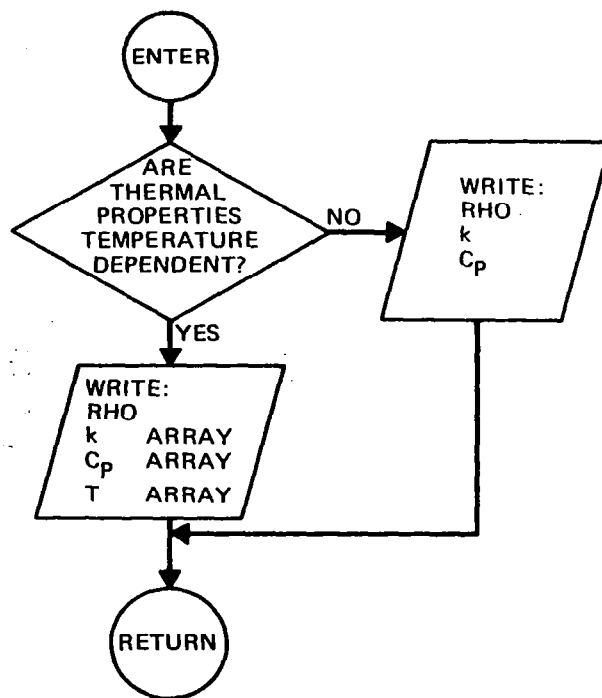 ENTER
ARE
THERMAL
PROPERTIES
TEMPERATURE
DEPENDENT?
NO
WRITE:
RHO
k
Cp
YES
WRITE:
RHO
k ARRAY
Cp ARRAY
T ARRAY
RETURN